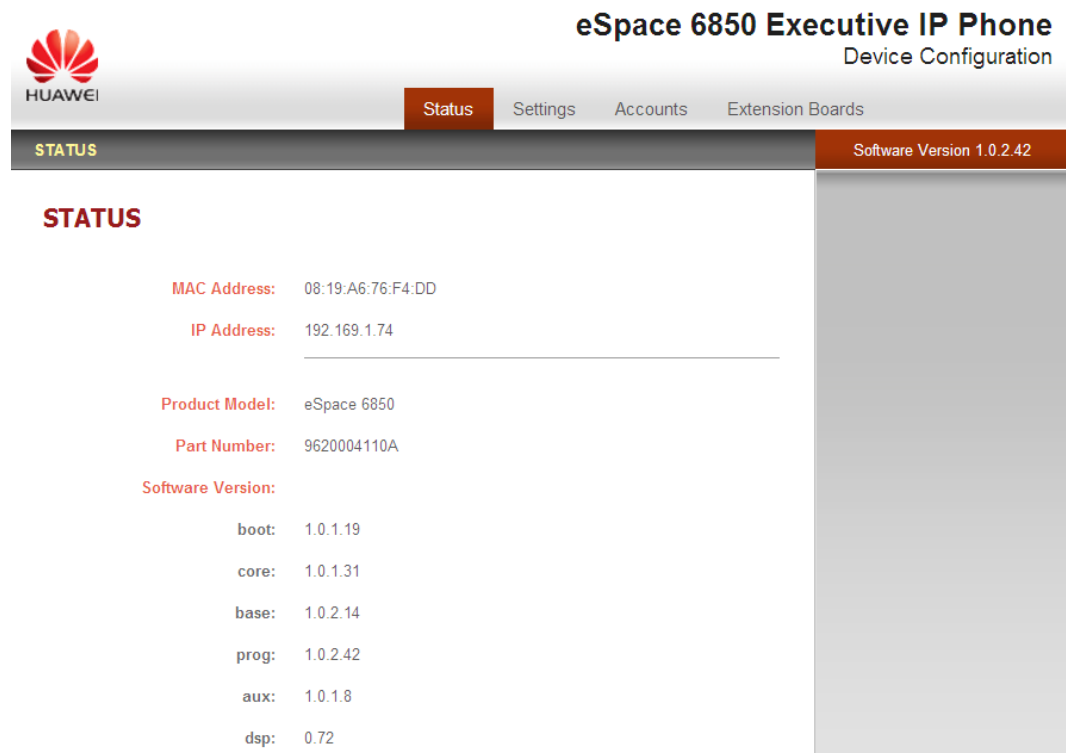 eSpace 6850 Executive IP Phone
Device Configuration
HUAWEI
Status Settings Accounts Extension Boards
STATUS
Software Version 1.0.2.42
STATUS
MAC Address: 08:19:A6:76:F4:DD
IP Address: 192.169.1.74
Product Model: eSpace 6850
Part Number: 9620004110A
Software Version:
boot: 1.0.1.19
core: 1.0.1.31
base: 1.0.2.14
prog: 1.0.2.42
aux: 1.0.1.8
dsp: 0.72